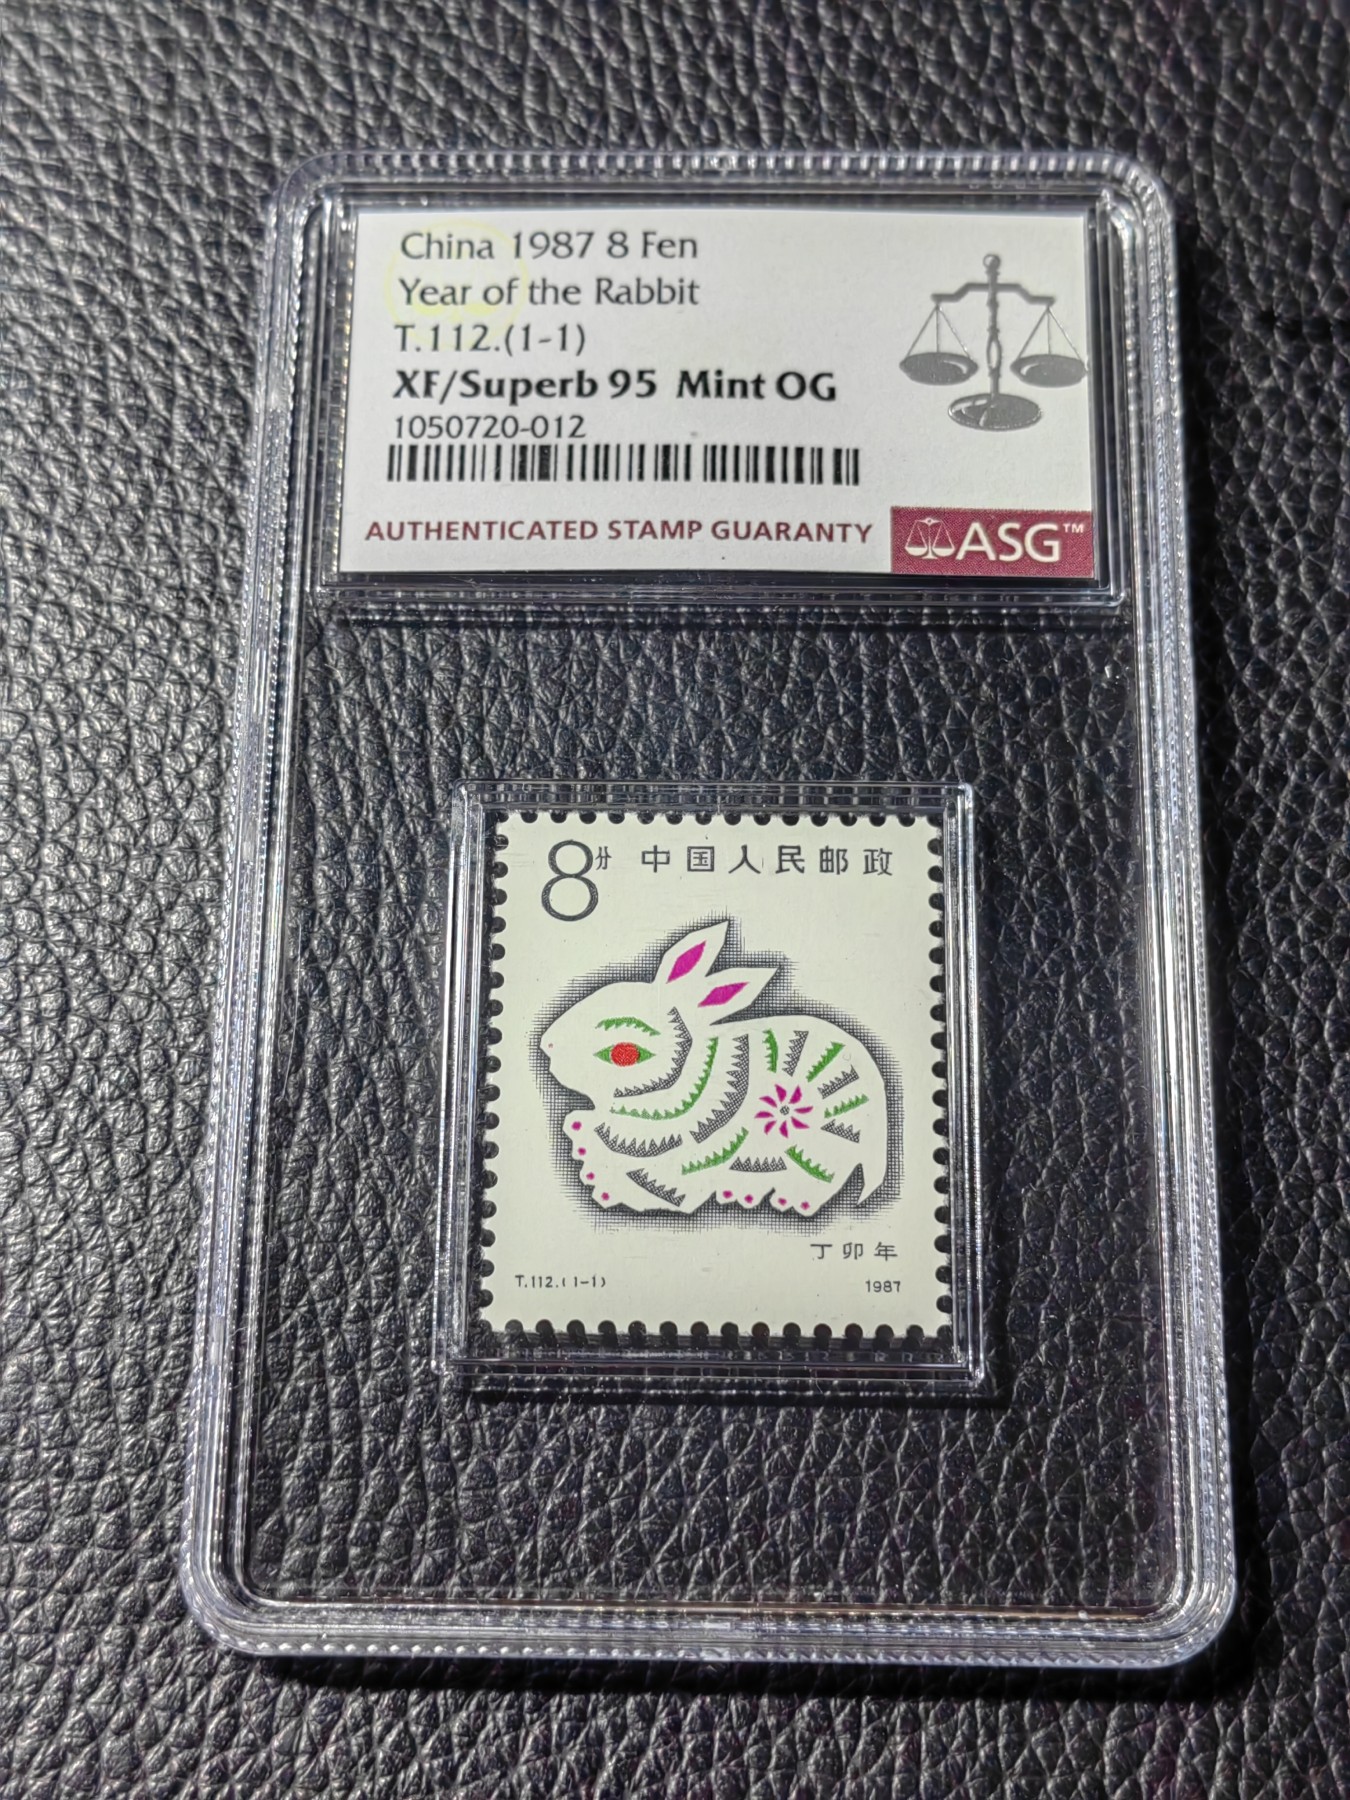 China 1987 8 Fen
Year of the Rabbit
T.112.(1-1)
XF/Superb 95 Mint OG
1050720-012
AUTHENTICATED STAMP GUARANTY
ASG™
8分 中国人民邮政
丁卯年
T.112.(1-1) 1987